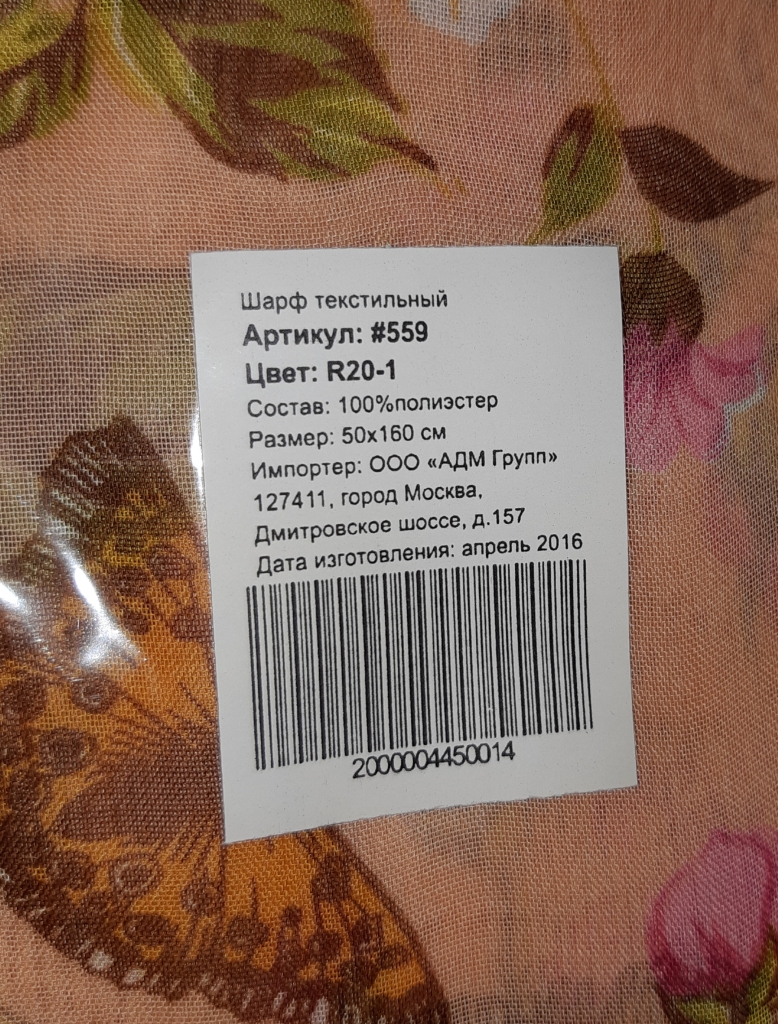 Шарф текстильный
Артикул: #559
Цвет: R20-1
Состав: 100%полиэстер
Размер: 50x160 см
Импортер: ООО «АДМ Групп»
127411, город Москва,
Дмитровское шоссе, д.157
Дата изготовления: апрель 2016
2000004450014